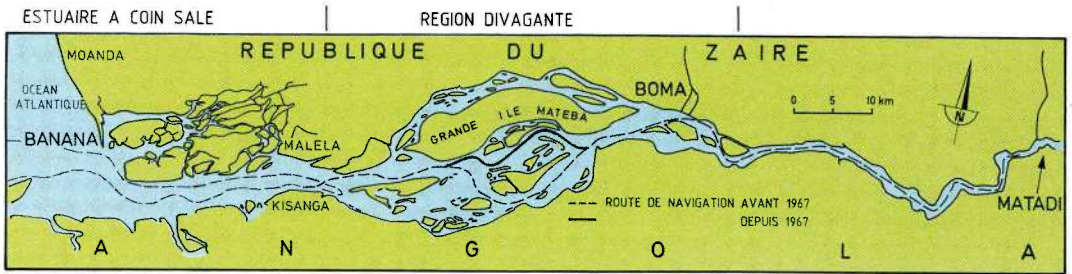 ESTUAIRE A COIN SALE
REGION DIVAGANTE
REPUBLIQUE DU ZAIRE
MOANDA
OCEAN
ATLANTIQUE
BANANA
MALELA
GRANDE ILE MATEBA
BOMA
0 5 10 km
N
KISANGA
ROUTE DE NAVIGATION AVANT 1967
DEPUIS 1967
MATADI
A N G O L A